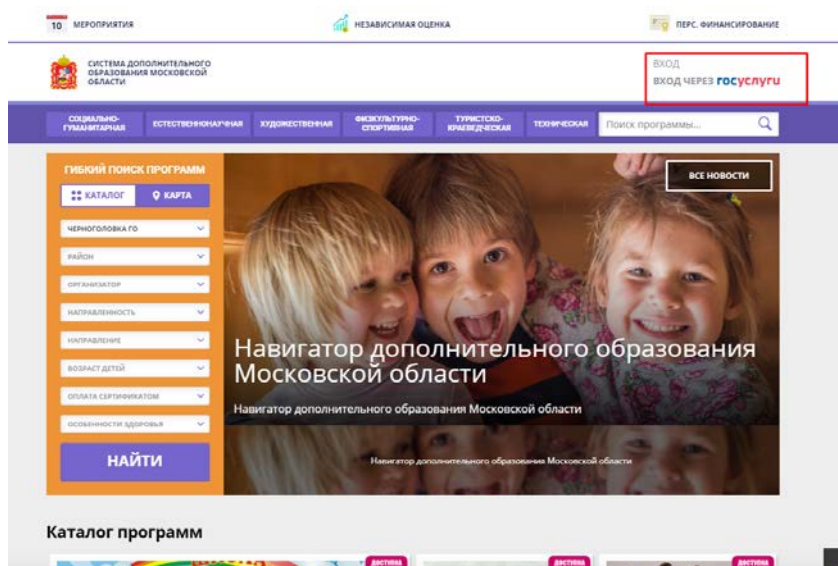 10 МЕРОПРИЯТИЯ
НЕЗАВИСИМАЯ ОЦЕНКА
ПЕРС. ФИНАНСИРОВАНИЕ
СИСТЕМА ДОПОЛНИТЕЛЬНОГО
ОБРАЗОВАНИЯ МОСКОВСКОЙ
ОБЛАСТИ
ВХОД
ВХОД ЧЕРЕЗ госуслуги
СОЦИАЛЬНО-
ГУМАНИТАРНАЯ
ЕСТЕСТВЕННОНАУЧНАЯ
ХУДОЖЕСТВЕННАЯ
ФИЗКУЛЬТУРНО-
СПОРТИВНАЯ
ТУРИСТСКО-
КРАЕВЕДЧЕСКАЯ
ТЕХНИЧЕСКАЯ
Поиск программы...
ГИБКИЙ ПОИСК ПРОГРАММ
КАТАЛОГ
КАРТА
ЧЕРНОГОЛОВКА ГО
РАЙОН
ОРГАНИЗАТОР
НАПРАВЛЕННОСТЬ
НАПРАВЛЕНИЕ
ВОЗРАСТ ДЕТЕЙ
ОПЛАТА СЕРТИФИКАТОМ
ОСОБЕННОСТИ ЗДОРОВЬЯ
НАЙТИ
ВСЕ НОВОСТИ
Навигатор дополнительного образования
Московской области
Навигатор дополнительного образования Московской области
Навигатор дополнительного образования Московской области
Каталог программ
ДОСТУПНА
ДОСТУПНА
ДОСТУПНА